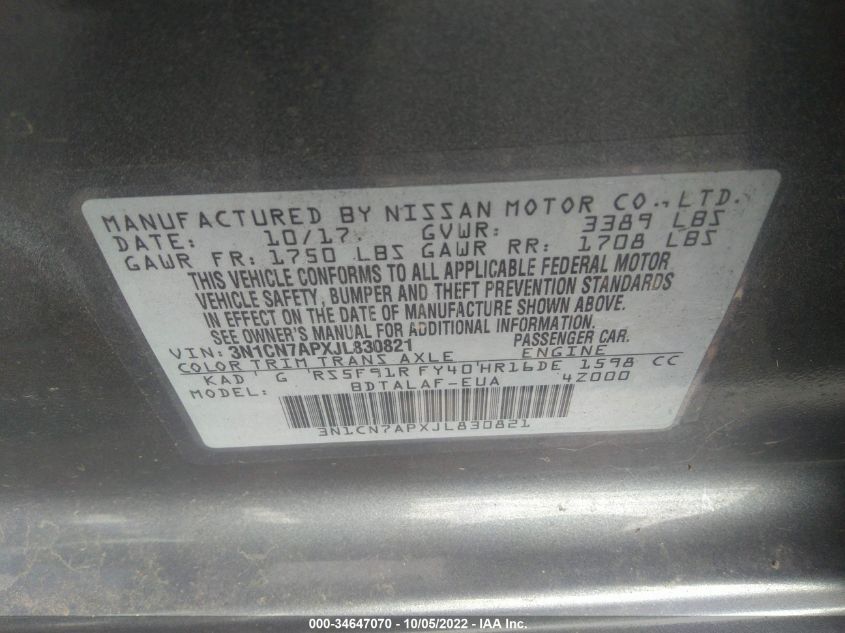 MANUFACTURED BY NISSAN MOTOR CO., LTD.
DATE: 10/17 GVWR: 3389 LBS
GAWR FR: 1750 LBS GAWR RR: 1708 LBS
THIS VEHICLE CONFORMS TO ALL APPLICABLE FEDERAL MOTOR
VEHICLE SAFETY, BUMPER AND THEFT PREVENTION STANDARDS
IN EFFECT ON THE DATE OF MANUFACTURE SHOWN ABOVE.
SEE OWNER'S MANUAL FOR ADDITIONAL INFORMATION
VIN: 3N1CN7APXJL830821 PASSENGER CAR.
COLOR TRIM TRANS AXLE ENGINE
KAD G RS5F91R FY40 HR16DE 1598 CC
MODEL: BDTALAF-EUA 4Z000
3N1CN7APXJL830821
000-34647070 - 10/05/2022 - IAA Inc.